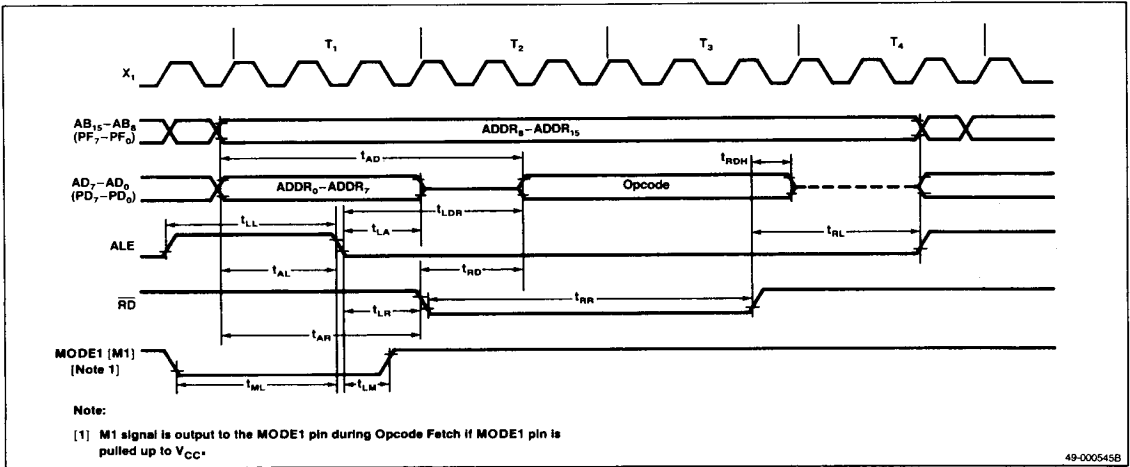 T1 T2 T3 T4
X1
AB15–AB8
(PF7–PF0)
ADDR8–ADDR15
tAD
tRDH
AD7–AD0
(PD7–PD0)
ADDR0–ADDR7
Opcode
tLDR
tLL
tLA
tRL
ALE
tAL
tRD
RD
tRR
tLR
tAR
MODE1 [M1]
[Note 1]
tML
tLM
Note:
[1] M1 signal is output to the MODE1 pin during Opcode Fetch if MODE1 pin is
pulled up to VCC.
49-000545B